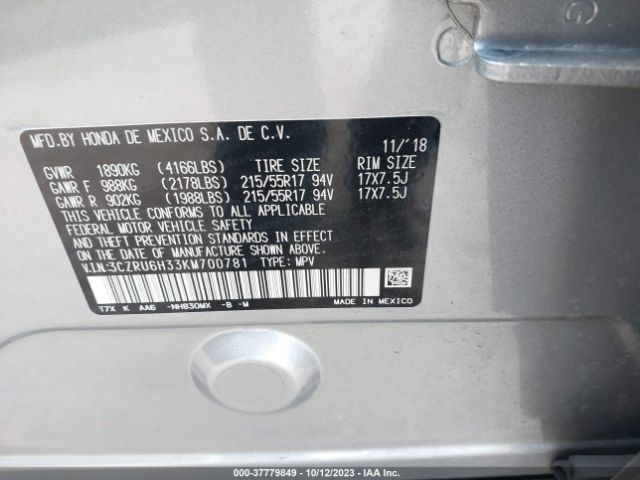 MFD.BY HONDA DE MEXICO S.A. DE C.V. 11/'18
GVWR 1890KG (4166LBS) TIRE SIZE RIM SIZE
GAWR F 988KG (2178LBS) 215/55R17 94V 17X7.5J
GAWR R 902KG (1988LBS) 215/55R17 94V 17X7.5J
THIS VEHICLE CONFORMS TO ALL APPLICABLE
FEDERAL MOTOR VEHICLE SAFETY
AND THEFT PREVENTION STANDARDS IN EFFECT
ON THE DATE OF MANUFACTURE SHOWN
ABOVE.
V.I.N:3CZRU6H33KM700781 TYPE: MPV
T7X K AA6 -NH830MX -B -M MADE IN MEXICO
G
000-37779849 | 10/12/2023 | IAA Inc.